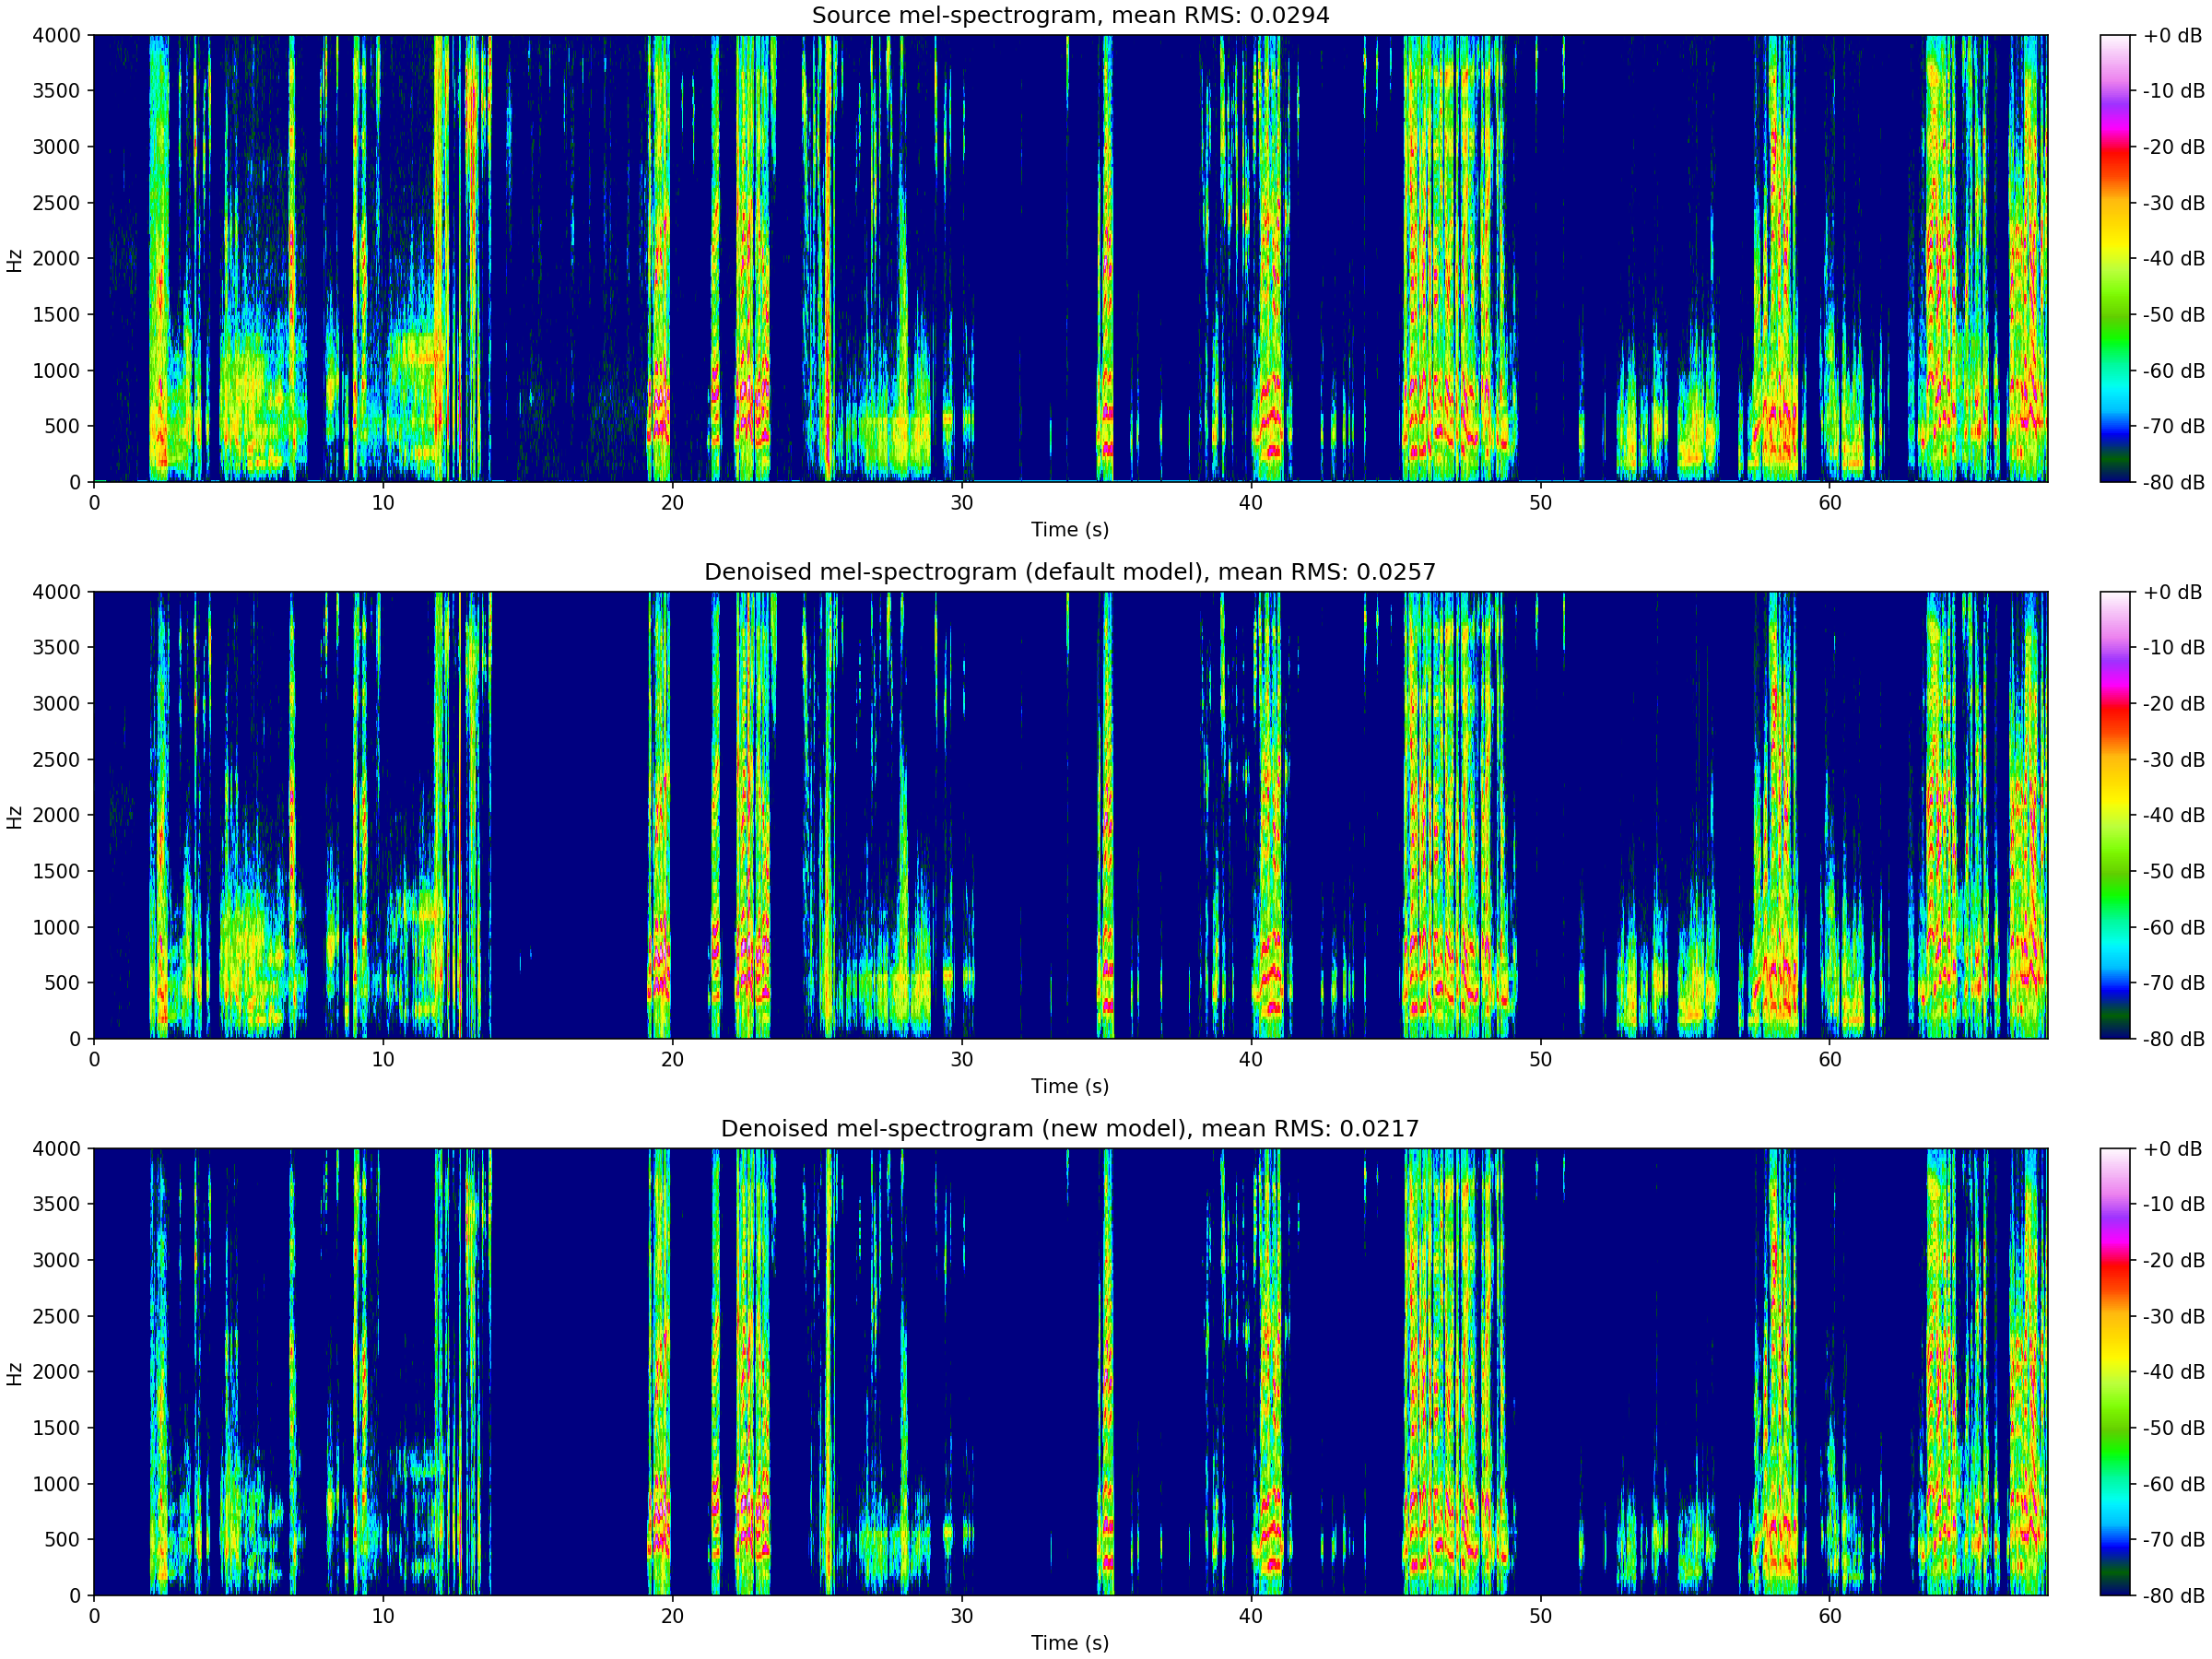 Source mel-spectrogram, mean RMS: 0.0294
4000
3500
3000
2500
2000
1500
1000
500
0
Hz
0 10 20 30 40 50 60
Time (s)
+0 dB
-10 dB
-20 dB
-30 dB
-40 dB
-50 dB
-60 dB
-70 dB
-80 dB
Denoised mel-spectrogram (default model), mean RMS: 0.0257
4000
3500
3000
2500
2000
1500
1000
500
0
Hz
0 10 20 30 40 50 60
Time (s)
+0 dB
-10 dB
-20 dB
-30 dB
-40 dB
-50 dB
-60 dB
-70 dB
-80 dB
Denoised mel-spectrogram (new model), mean RMS: 0.0217
4000
3500
3000
2500
2000
1500
1000
500
0
Hz
0 10 20 30 40 50 60
Time (s)
+0 dB
-10 dB
-20 dB
-30 dB
-40 dB
-50 dB
-60 dB
-70 dB
-80 dB